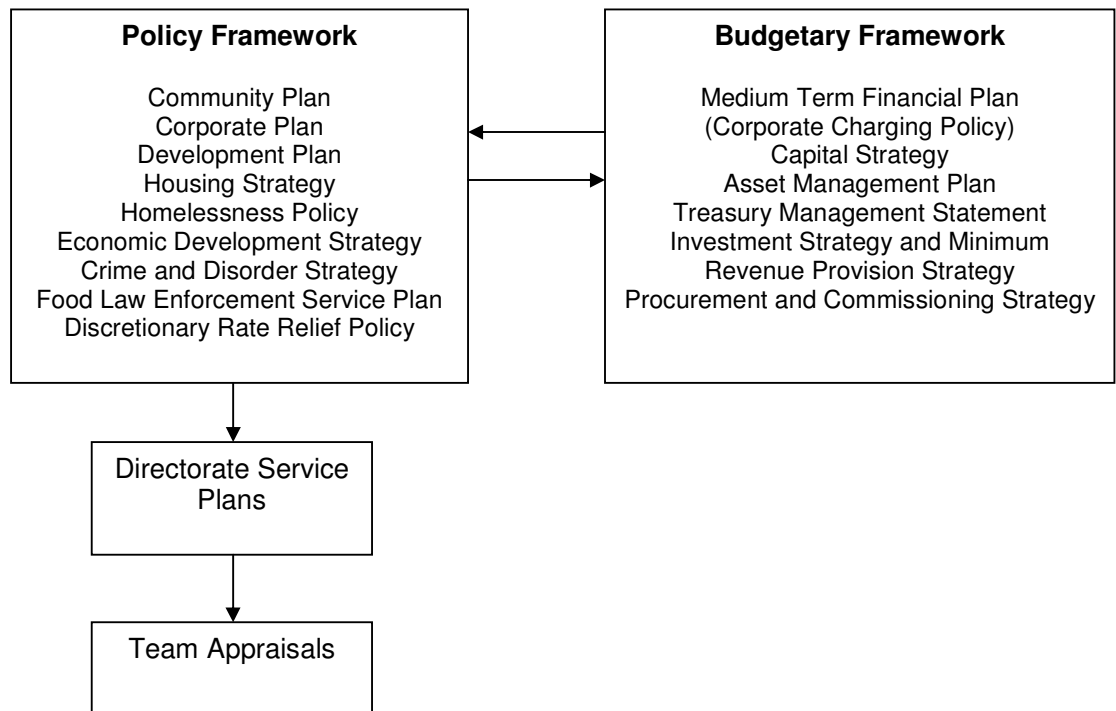 Policy Framework
Community Plan
Corporate Plan
Development Plan
Housing Strategy
Homelessness Policy
Economic Development Strategy
Crime and Disorder Strategy
Food Law Enforcement Service Plan
Discretionary Rate Relief Policy
Budgetary Framework
Medium Term Financial Plan
(Corporate Charging Policy)
Capital Strategy
Asset Management Plan
Treasury Management Statement
Investment Strategy and Minimum
Revenue Provision Strategy
Procurement and Commissioning Strategy
Directorate Service
Plans
Team Appraisals